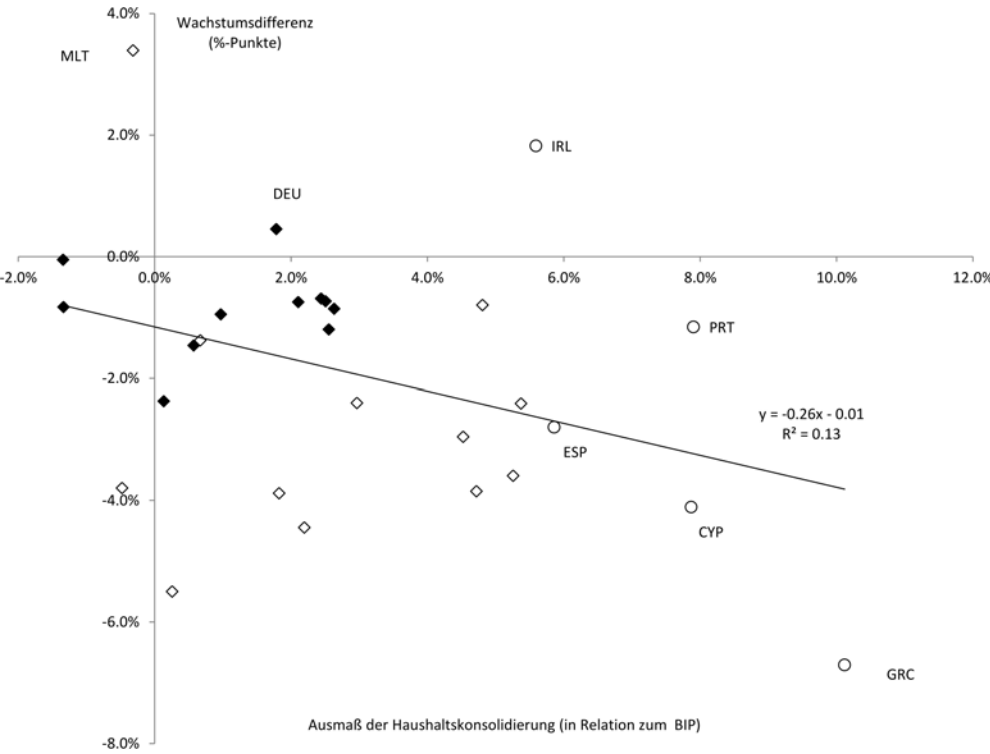 4.0%
Wachstumsdifferenz
(%-Punkte)
MLT
2.0%
IRL
DEU
0.0%
-2.0%
0.0%
2.0%
4.0%
6.0%
8.0%
10.0%
12.0%
PRT
-2.0%
y = -0.26x - 0.01
R² = 0.13
ESP
-4.0%
CYP
-6.0%
GRC
Ausmaß der Haushaltskonsolidierung (in Relation zum BIP)
-8.0%